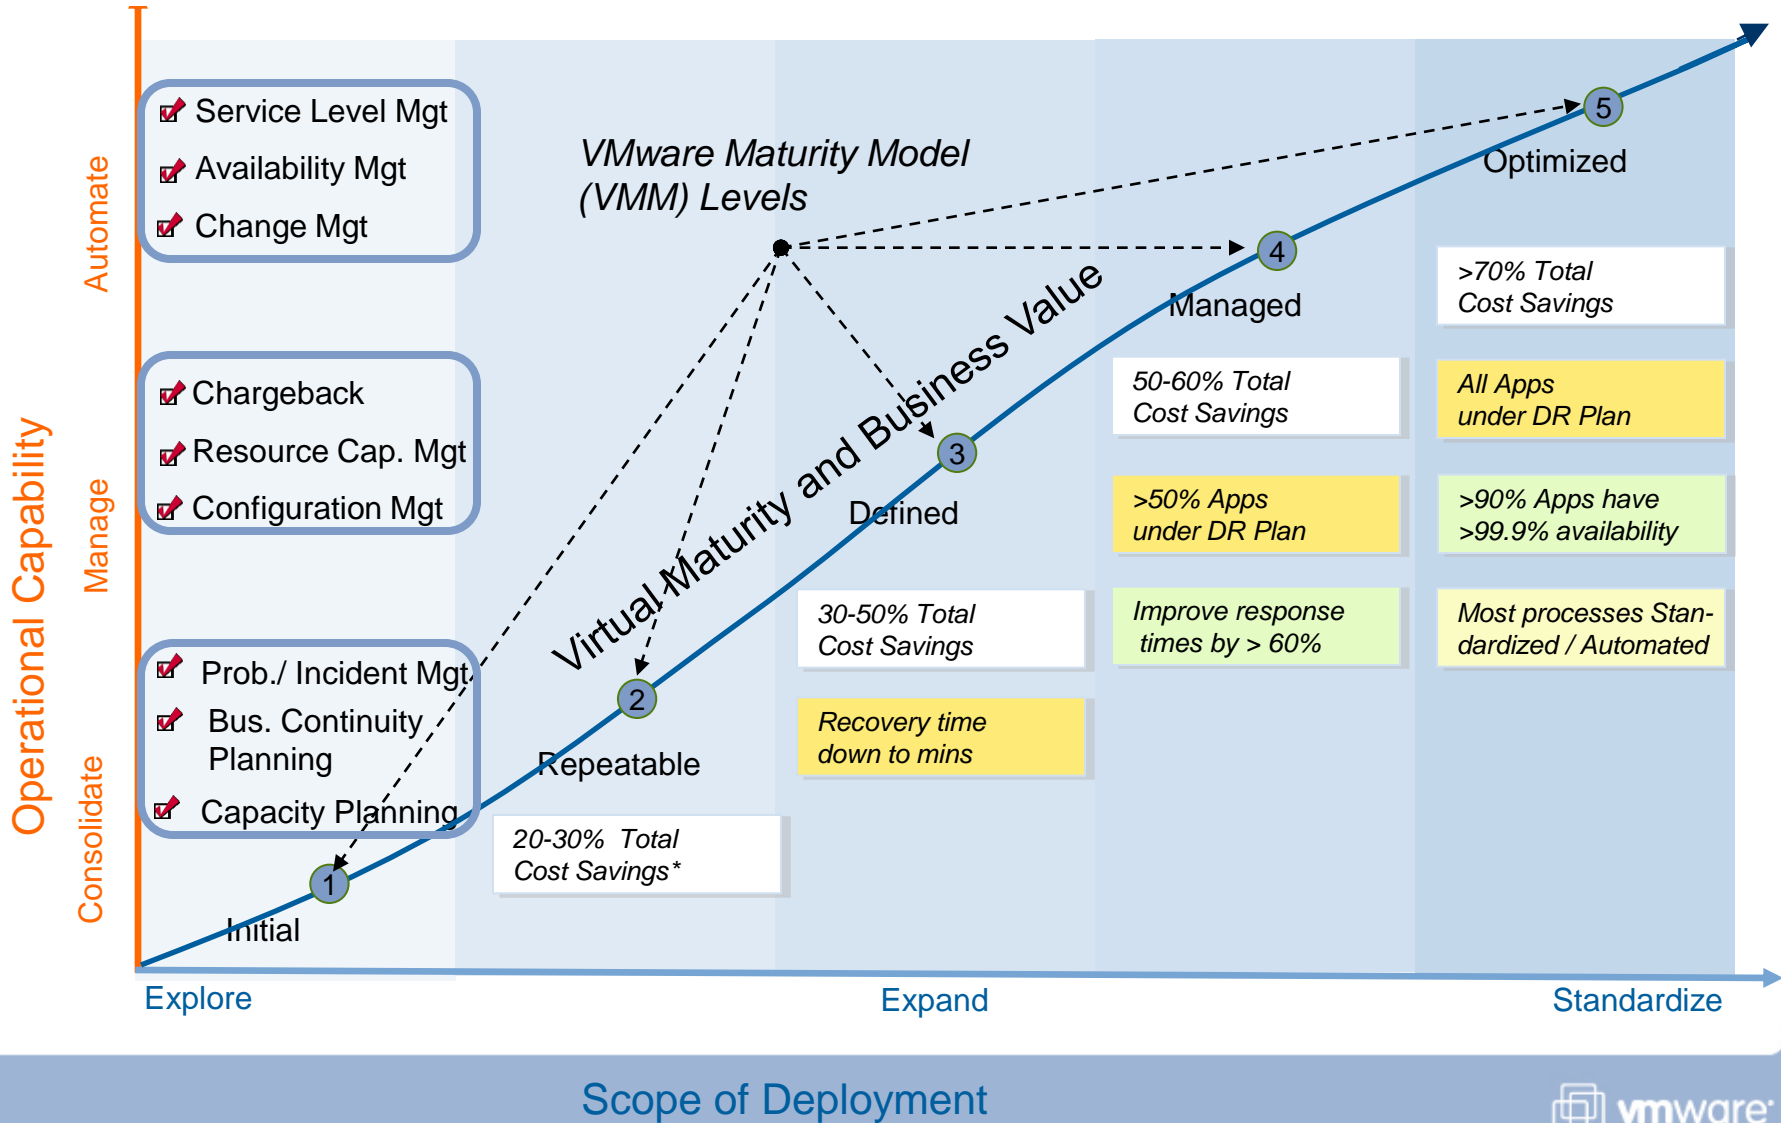 Operational Capability
Automate
Manage
Consolidate
Service Level Mgt
Availability Mgt
Change Mgt
Chargeback
Resource Cap. Mgt
Configuration Mgt
Prob./ Incident Mgt
Bus. Continuity
Planning
Capacity Planning
VMware Maturity Model
(VMM) Levels
Virtual Maturity and Business Value
1
Initial
2
Repeatable
20-30%  Total
Cost Savings*
3
Defined
30-50% Total
Cost Savings
Recovery time
down to mins
4
Managed
50-60% Total
Cost Savings
>50% Apps
under DR Plan
Improve response
times by > 60%
5
Optimized
>70% Total
Cost Savings
All Apps
under DR Plan
>90% Apps have
>99.9% availability
Most processes Stan-
dardized / Automated
Explore
Expand
Standardize
Scope of Deployment
vmware